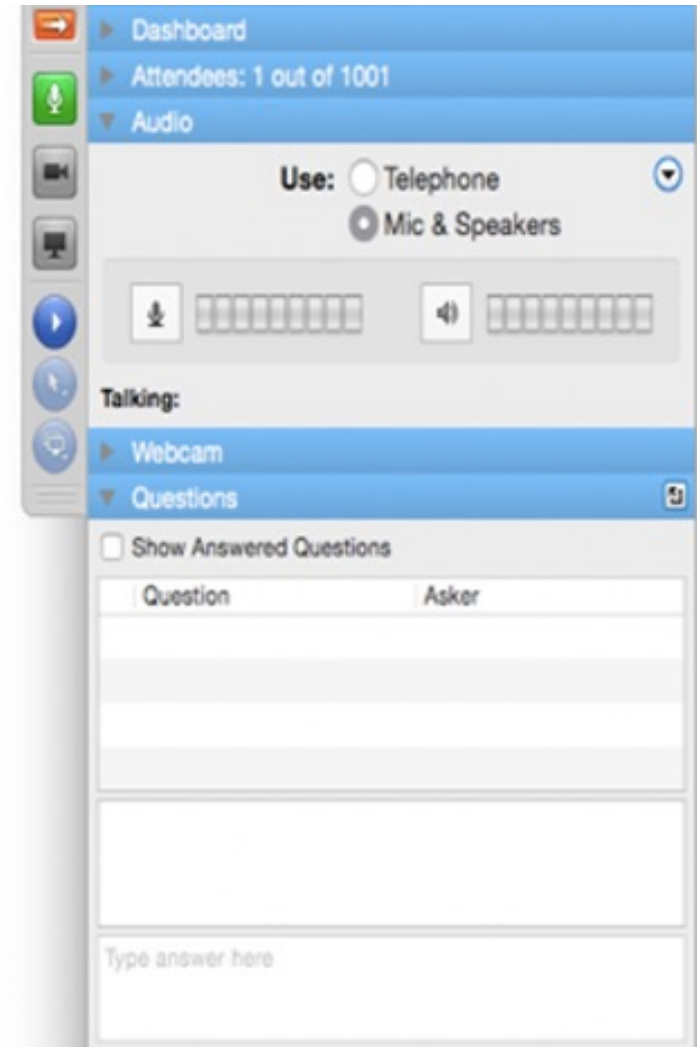 Dashboard
Attendees: 1 out of 1001
Audio
Use: Telephone
Mic & Speakers
Talking:
Webcam
Questions
Show Answered Questions
Question Asker
Type answer here